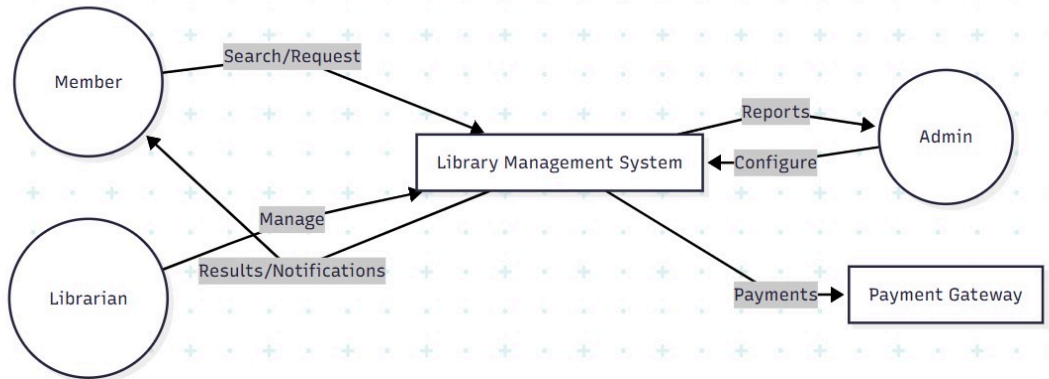 Member
Search/Request
Reports
Admin
Library Management System
Configure
Manage
Results/Notifications
Librarian
Payments
Payment Gateway